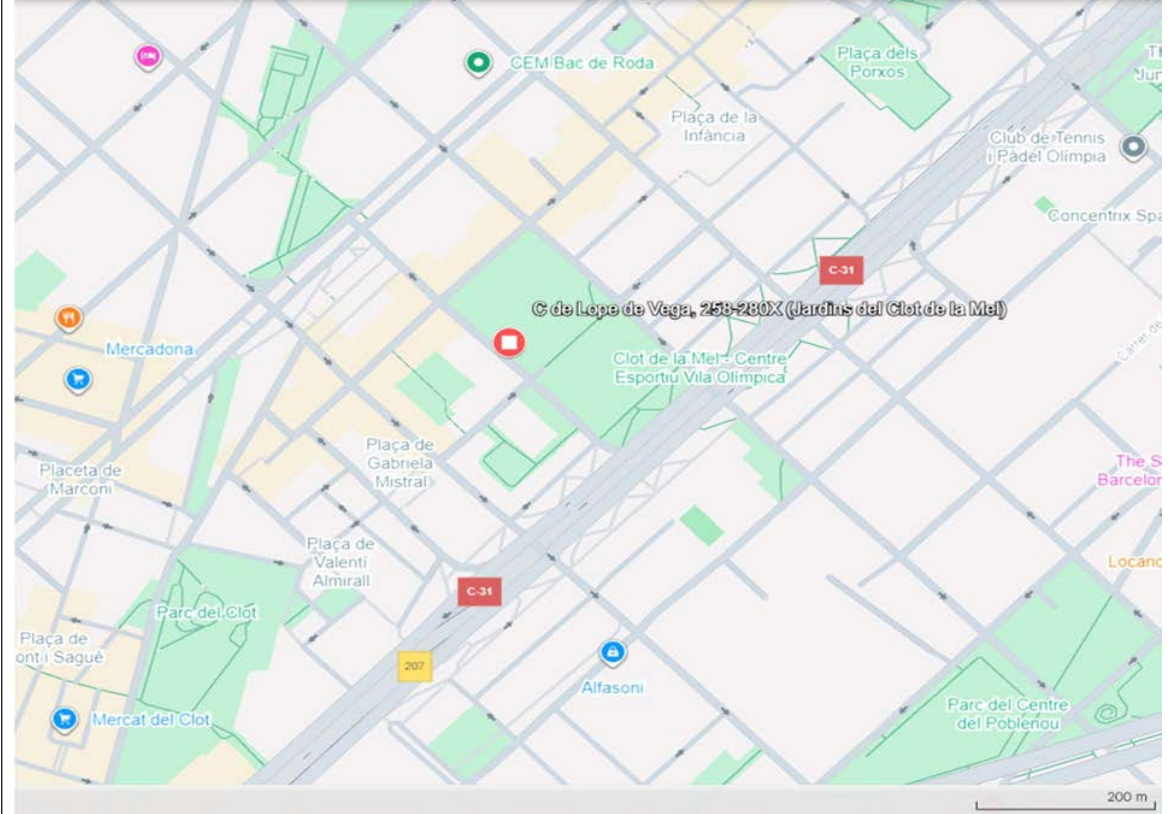 CEM Bac de Roda
Plaça dels
Porxos
Plaça de la
Infància
Club de Tennis
i Pàdel Olímpia
Concentrix Spa
C-31
C de Lope de Vega, 258-280X (Jardins del Clot de la Mel)
Mercadona
Clot de la Mel - Centre
Esportiu Vila Olímpica
Carrer de
Plaça de
Gabriela
Mistral
Placeta de
Marconi
The S
Barcelon
Plaça de
Valentí
Almirall
Locand
C-31
Parc del Clot
Plaça de
ont i Sagué
207
Alfasoni
Parc del Centre
del Poblenou
Mercat del Clot
200 m